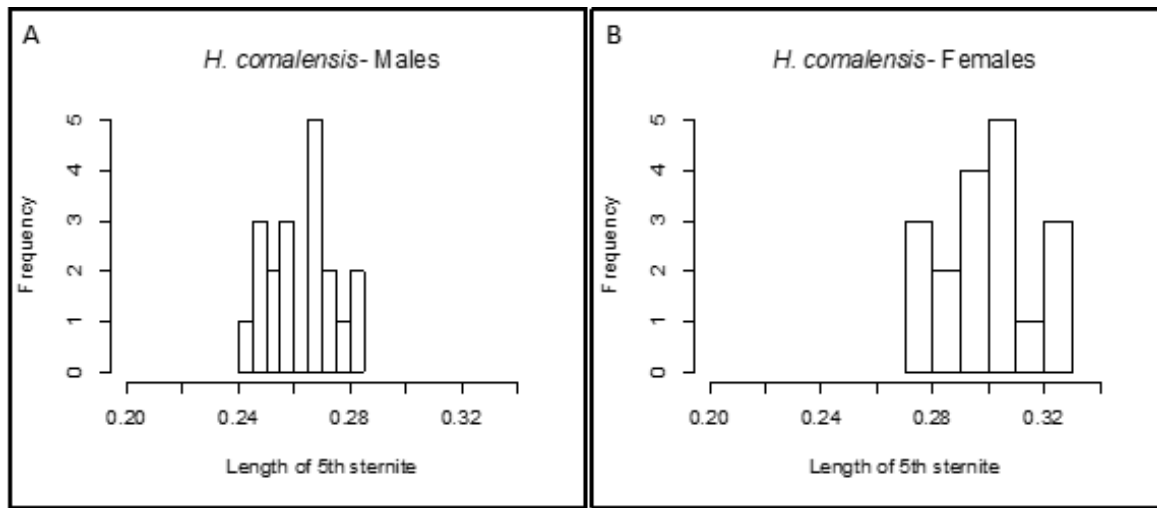 A
H. comalensis- Males
5
4
3
2
1
0
Frequency
0.20 0.24 0.28 0.32
Length of 5th sternite
B
H. comalensis- Females
5
4
3
2
1
0
Frequency
0.20 0.24 0.28 0.32
Length of 5th sternite